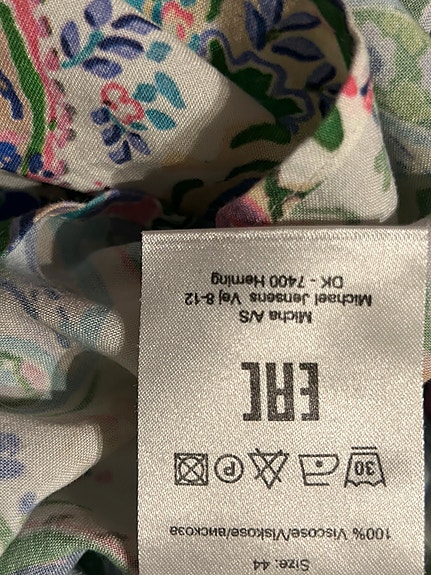 Size: 44
100% Viscose/Viskose/вискоза
30 P
EAC
Micha A/S
Michael Jensens Vej 8-12
DK - 7400 Herning